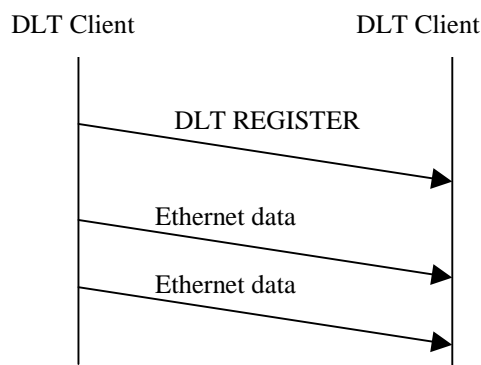 DLT Client
DLT Client
DLT REGISTER
Ethernet data
Ethernet data